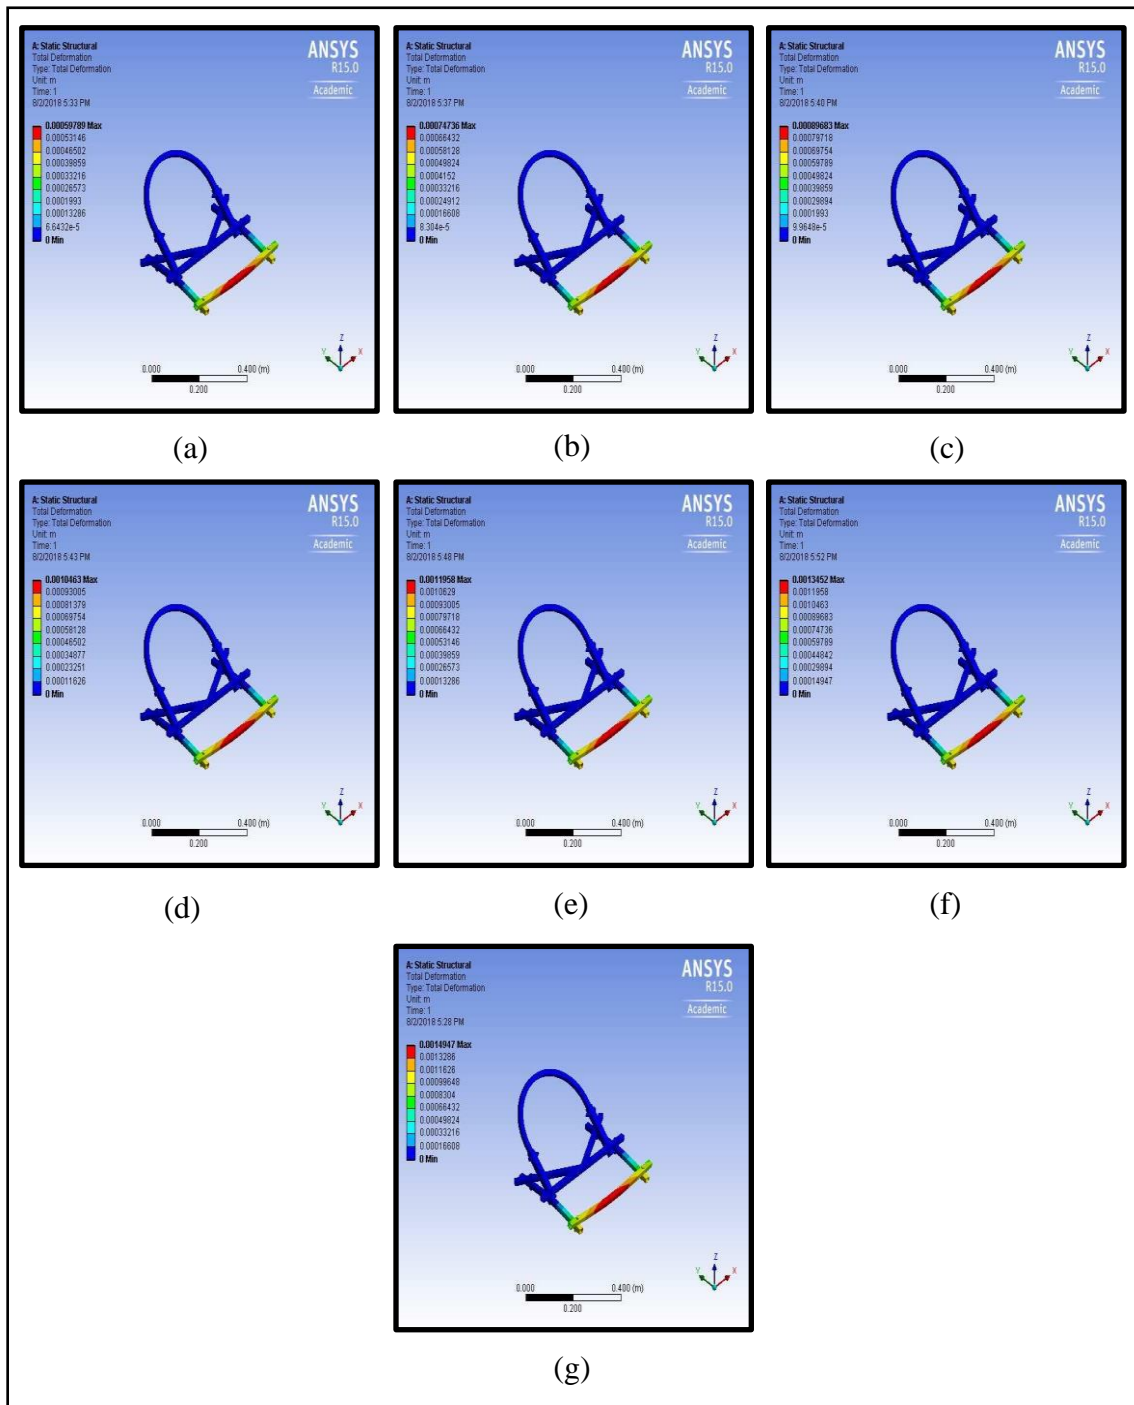 A: Static Structural
Total Deformation
Type: Total Deformation
Unit: m
Time: 1
8/2/2018 5:33 PM
ANSYS
R15.0
Academic
0.00059789 Max
0.00053146
0.00046502
0.00039859
0.00033216
0.00026573
0.0001993
0.00013286
6.6432e-5
0 Min
Z
Y
X
0.000
0.400 (m)
0.200
(a)
A: Static Structural
Total Deformation
Type: Total Deformation
Unit: m
Time: 1
8/2/2018 5:37 PM
ANSYS
R15.0
Academic
0.00074736 Max
0.00066432
0.00058128
0.00049824
0.0004152
0.00033216
0.00024912
0.00016608
8.304e-5
0 Min
Z
Y
X
0.000
0.400 (m)
0.200
(b)
A: Static Structural
Total Deformation
Type: Total Deformation
Unit: m
Time: 1
8/2/2018 5:40 PM
ANSYS
R15.0
Academic
0.00089683 Max
0.00079718
0.00069754
0.00059789
0.00049824
0.00039859
0.00029894
0.0001993
9.9648e-5
0 Min
Z
Y
X
0.000
0.400 (m)
0.200
(c)
A: Static Structural
Total Deformation
Type: Total Deformation
Unit: m
Time: 1
8/2/2018 5:43 PM
ANSYS
R15.0
Academic
0.0010463 Max
0.00093005
0.00081379
0.00069754
0.00058128
0.00046502
0.00034877
0.00023251
0.00011626
0 Min
Z
Y
X
0.000
0.400 (m)
0.200
(d)
A: Static Structural
Total Deformation
Type: Total Deformation
Unit: m
Time: 1
8/2/2018 5:48 PM
ANSYS
R15.0
Academic
0.0011958 Max
0.0010629
0.00093005
0.00079718
0.00066432
0.00053146
0.00039859
0.00026573
0.00013286
0 Min
Z
Y
X
0.000
0.400 (m)
0.200
(e)
A: Static Structural
Total Deformation
Type: Total Deformation
Unit: m
Time: 1
8/2/2018 5:52 PM
ANSYS
R15.0
Academic
0.0013452 Max
0.0011958
0.0010463
0.00089683
0.00074736
0.00059789
0.00044842
0.00029894
0.00014947
0 Min
Z
Y
X
0.000
0.400 (m)
0.200
(f)
A: Static Structural
Total Deformation
Type: Total Deformation
Unit: m
Time: 1
8/2/2018 5:28 PM
ANSYS
R15.0
Academic
0.0014947 Max
0.0013286
0.0011626
0.00099648
0.0008304
0.00066432
0.00049824
0.00033216
0.00016608
0 Min
Z
Y
X
0.000
0.400 (m)
0.200
(g)